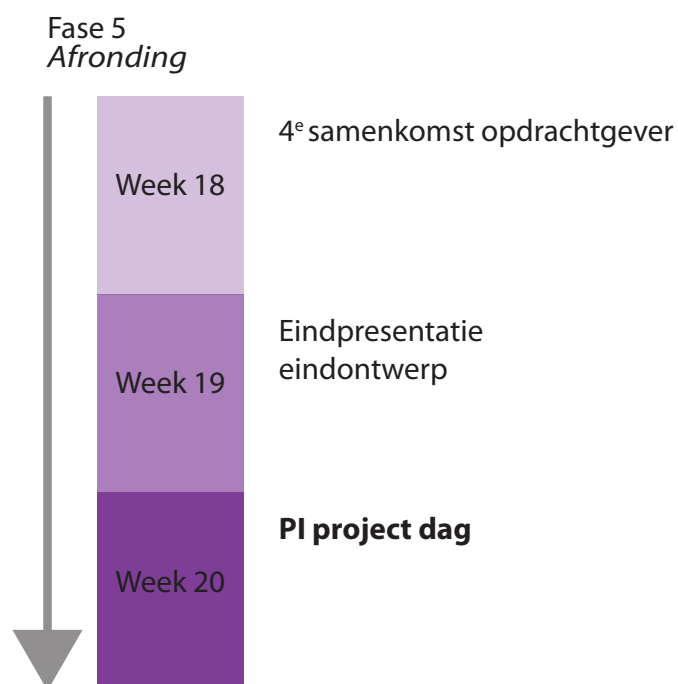 Fase 5
Afronding
4e samenkomst opdrachtgever
Week 18
Eindpresentatie
eindontwerp
Week 19
PI project dag
Week 20